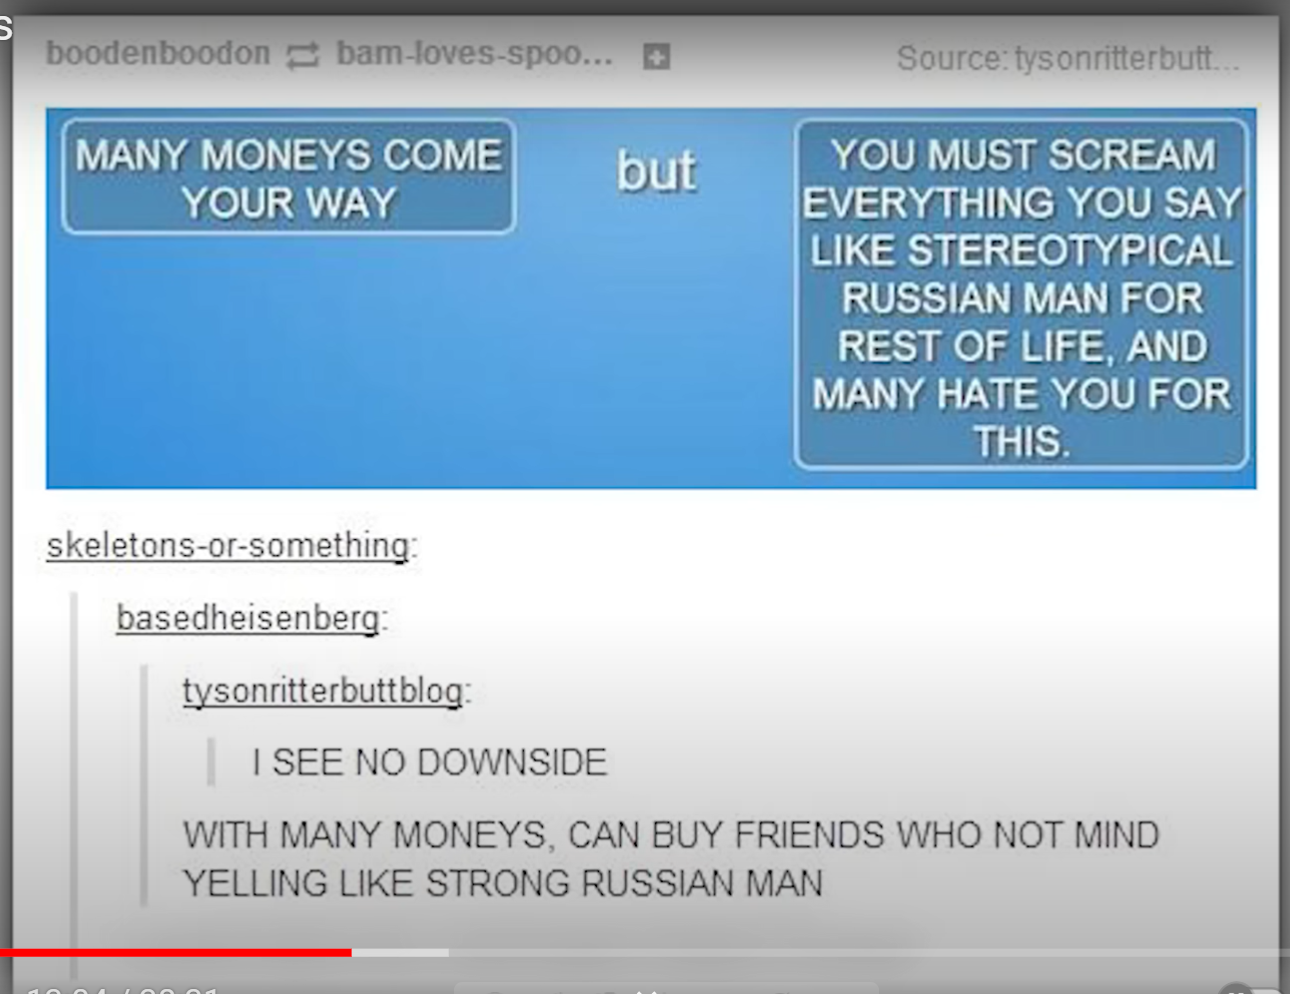 s
boodenboodon bam-loves-spoo...
Source: tysonritterbutt...
MANY MONEYS COME
YOUR WAY
but
YOU MUST SCREAM
EVERYTHING YOU SAY
LIKE STEREOTYPICAL
RUSSIAN MAN FOR
REST OF LIFE, AND
MANY HATE YOU FOR
THIS.
skeletons-or-something:
basedheisenberg:
tysonritterbuttblog:
I SEE NO DOWNSIDE
WITH MANY MONEYS, CAN BUY FRIENDS WHO NOT MIND
YELLING LIKE STRONG RUSSIAN MAN